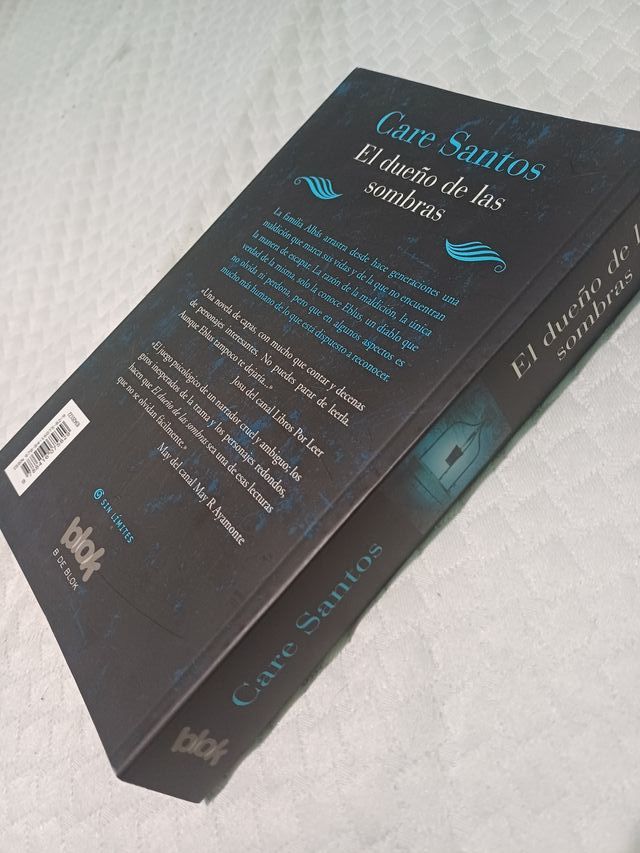 Care Santos
El dueño de las
sombras
La familia Albás arrastra desde hace generaciones una
maldición que marca sus vidas y de la que no encuentran
la manera de escapar. La razón de la maldición, la única
verdad de la misma, solo la conoce Eblus, un diablo que
no olvida, ni perdona, pero que en algunos aspectos es
mucho más humano de lo que está dispuesto a reconocer.
«Una novela de capas, con mucho que contar y decenas
de personajes interesantes. No puedes parar de leerla.
Aunque Eblus tampoco te dejaría...»
Josu del canal Libros Por Leer
«El juego psicológico de un narrador cruel y ambiguo; los
giros inesperados de la trama y los personajes redondos,
hacen que El dueño de las sombras sea una de esas lecturas
que no se olvidan fácilmente.»
May del canal May R Ayamonte
SIN LÍMITES
blok
B DE BLOK
El dueño de la
sombras
Care Santos
blok